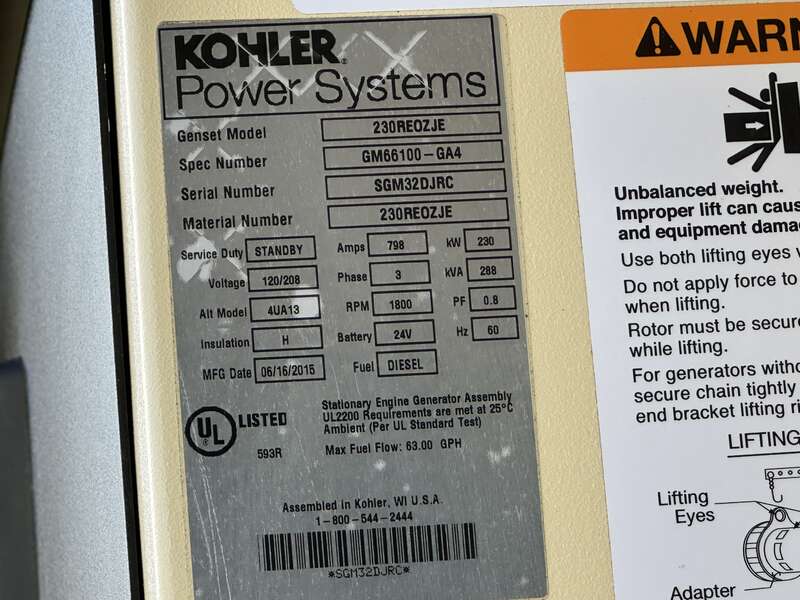 KOHLER
Power Systems
Genset Model 230REOZJE
Spec Number GM66100-GA4
Serial Number SGM32DJRC
Material Number 230REOZJE
Service Duty STANDBY Amps 798 kW 230
Voltage 120/208 Phase 3 kVA 288
Alt Model 4UA13 RPM 1800 PF 0.8
Insulation H Battery 24V Hz 60
MFG Date 06/16/2015 Fuel DIESEL
UL LISTED
593R
Stationary Engine Generator Assembly
UL2200 Requirements are met at 25°C
Ambient (Per UL Standard Test)
Max Fuel Flow: 63.00 GPH
Assembled in Kohler, WI U.S.A.
1-800-544-2444
*SGM32DJRC*
Unbalanced weight.
Improper lift can
and equipment
Use both lifting eyes
Do not apply force to
when lifting.
Rotor must be
while lifting.
For generators
secure chain tightly
end bracket lifting
LIFTING
Lifting
Eyes
Adapter